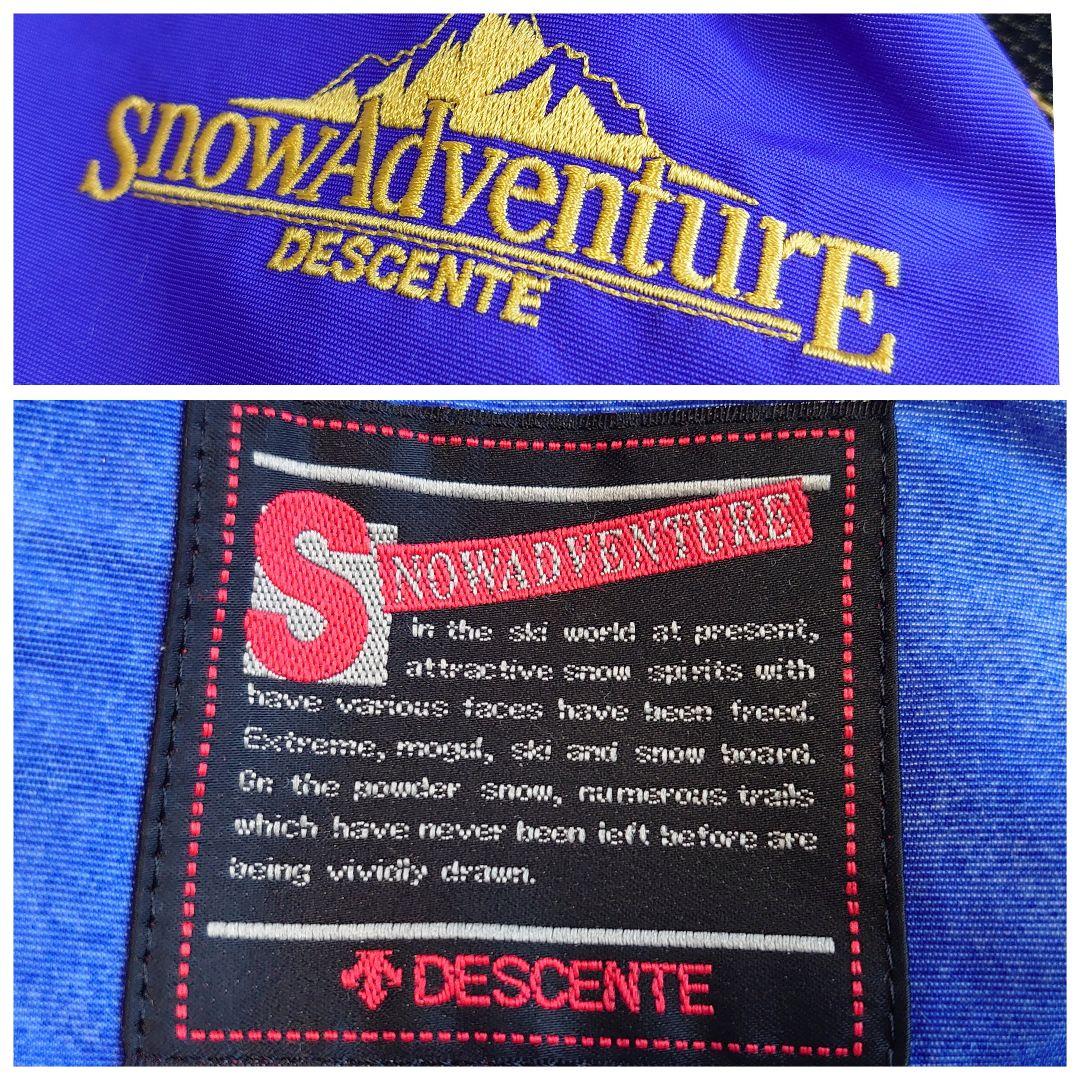 SnowAdventurE
DESCENTE
SNOWADVENTURE
in the ski world at present,
attractive snow spirits with
have various faces have been freed.
Extreme, mogul, ski and snow board.
On the powder snow, numerous trails
which have never been left before are
being vividly drawn.
DESCENTE